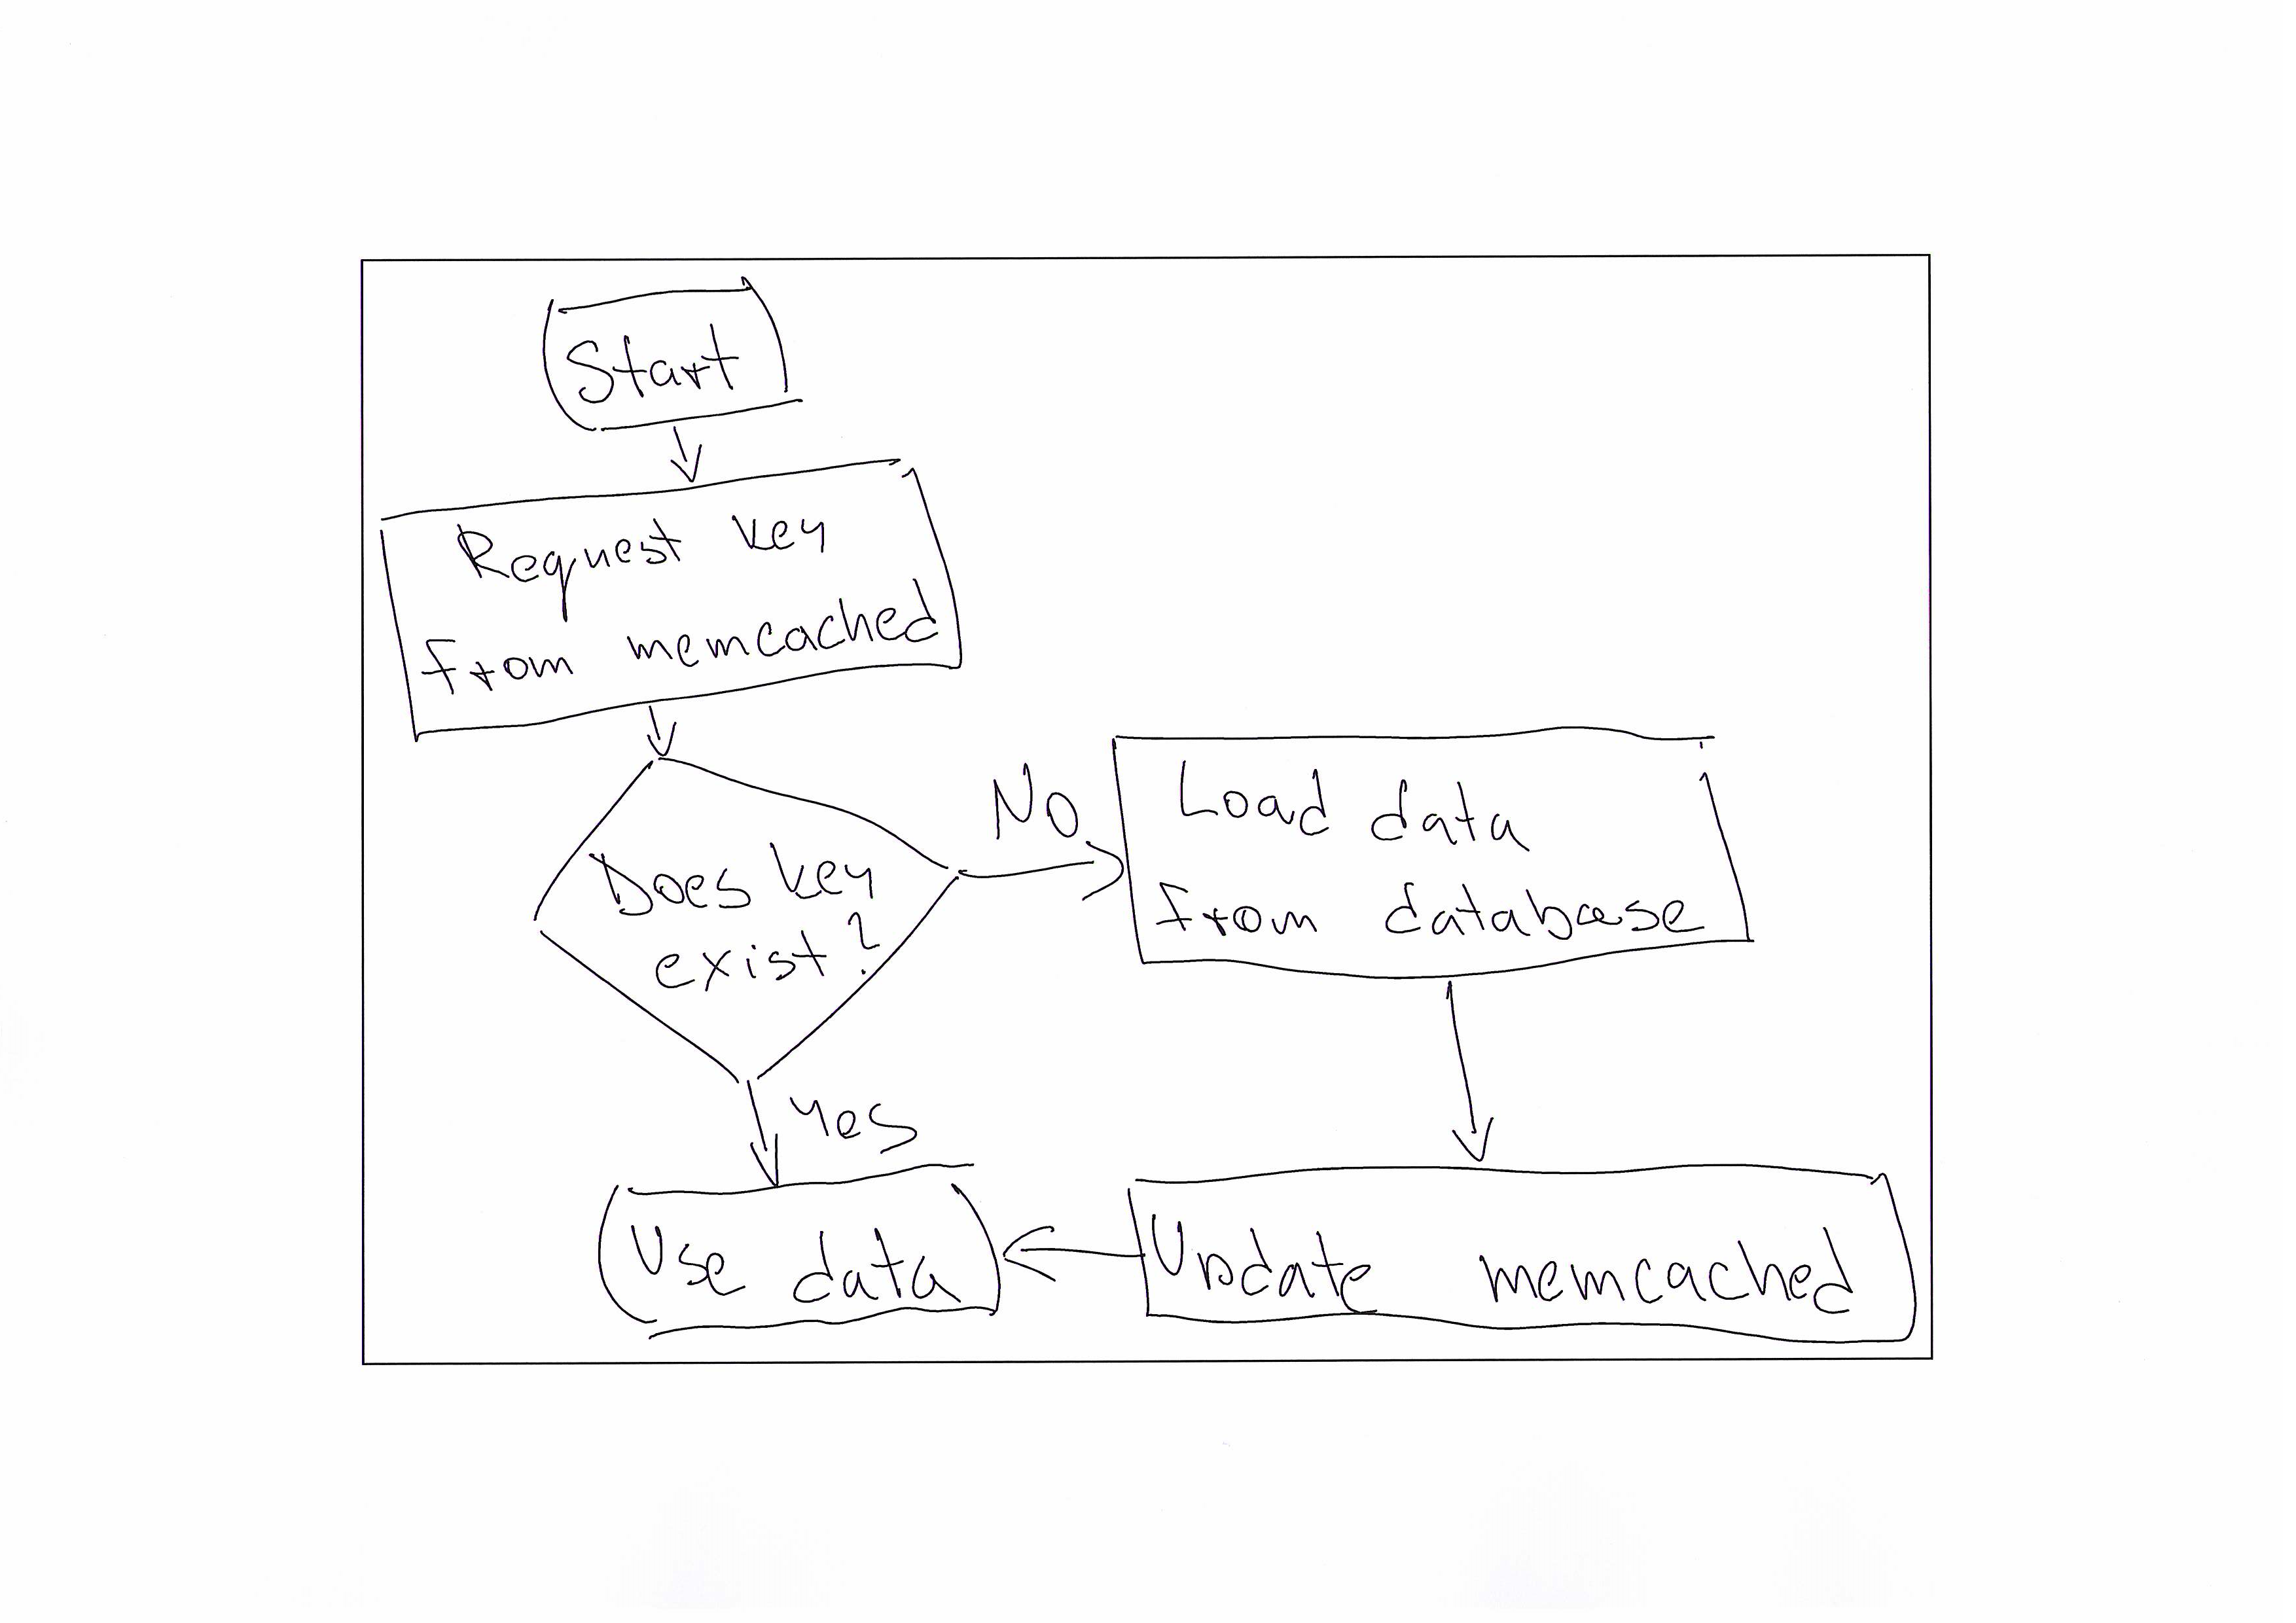 Start
Request key
from memcached
Does key
exist?
No
Load data
from database
Yes
Use data
Update memcached